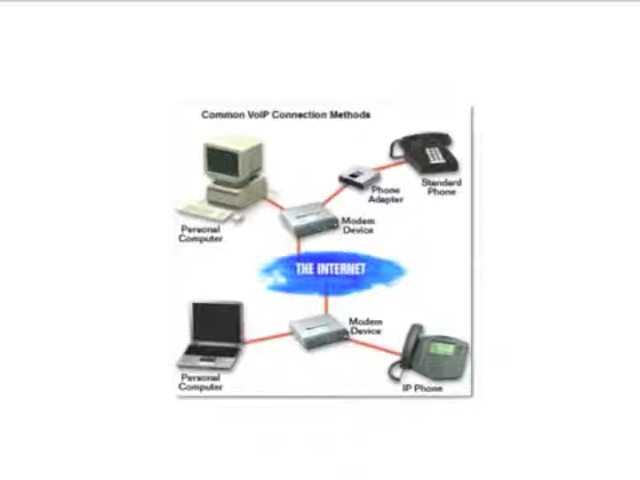 Common VoIP Connection Methods
Phone
Adapter
Standard
Phone
Personal
Computer
Modem
Device
THE INTERNET
Modem
Device
Personal
Computer
IP Phone